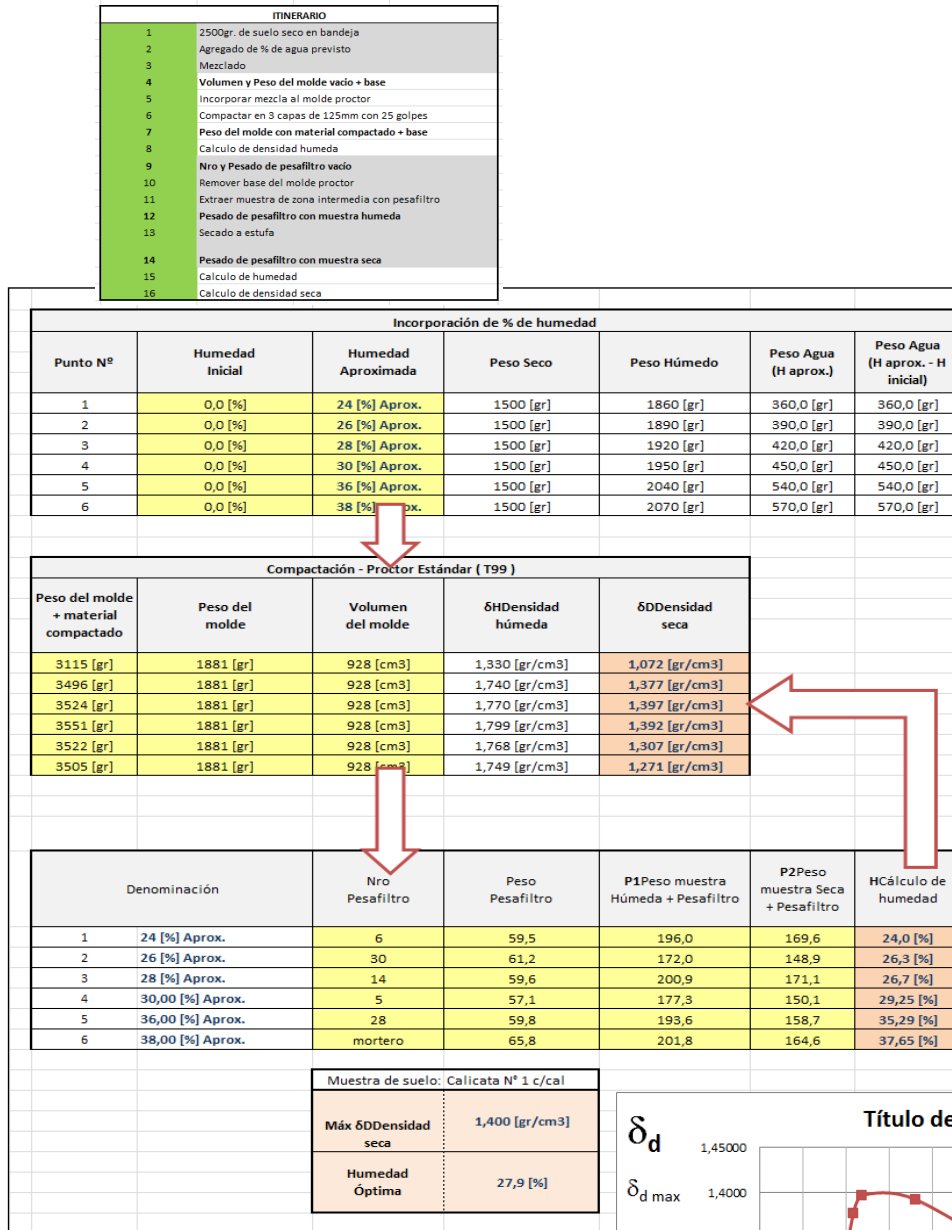 ITINERARIO
1 2500gr. de suelo seco en bandeja
2 Agregado de % de agua previsto
3 Mezclado
4 Volumen y Peso del molde vacio + base
5 Incorporar mezcla al molde proctor
6 Compactar en 3 capas de 125mm con 25 golpes
7 Peso del molde con material compactado + base
8 Calculo de densidad humeda
9 Nro y Pesado de pesafiltro vacío
10 Remover base del molde proctor
11 Extraer muestra de zona intermedia con pesafiltro
12 Pesado de pesafiltro con muestra humeda
13 Secado a estufa
14 Pesado de pesafiltro con muestra seca
15 Calculo de humedad
16 Calculo de densidad seca
Incorporación de % de humedad
Punto Nº Humedad Inicial Humedad Aproximada Peso Seco Peso Húmedo Peso Agua (H aprox.) Peso Agua (H aprox. - H inicial)
1 0,0 [%] 24 [%] Aprox. 1500 [gr] 1860 [gr] 360,0 [gr] 360,0 [gr]
2 0,0 [%] 26 [%] Aprox. 1500 [gr] 1890 [gr] 390,0 [gr] 390,0 [gr]
3 0,0 [%] 28 [%] Aprox. 1500 [gr] 1920 [gr] 420,0 [gr] 420,0 [gr]
4 0,0 [%] 30 [%] Aprox. 1500 [gr] 1950 [gr] 450,0 [gr] 450,0 [gr]
5 0,0 [%] 36 [%] Aprox. 1500 [gr] 2040 [gr] 540,0 [gr] 540,0 [gr]
6 0,0 [%] 38 [%] 1500 [gr] 2070 [gr] 570,0 [gr] 570,0 [gr]
Compactación - Proctor Estándar ( T99 )
Peso del molde + material compactado Peso del molde Volumen del molde δHDensidad húmeda δDDensidad seca
3115 [gr] 1881 [gr] 928 [cm3] 1,330 [gr/cm3] 1,072 [gr/cm3]
3496 [gr] 1881 [gr] 928 [cm3] 1,740 [gr/cm3] 1,377 [gr/cm3]
3524 [gr] 1881 [gr] 928 [cm3] 1,770 [gr/cm3] 1,397 [gr/cm3]
3551 [gr] 1881 [gr] 928 [cm3] 1,799 [gr/cm3] 1,392 [gr/cm3]
3522 [gr] 1881 [gr] 928 [cm3] 1,768 [gr/cm3] 1,307 [gr/cm3]
3505 [gr] 1881 [gr] 928 [cm3] 1,749 [gr/cm3] 1,271 [gr/cm3]
Denominación Nro Pesafiltro Peso Pesafiltro P1Peso muestra Húmeda + Pesafiltro P2Peso muestra Seca + Pesafiltro HCálculo de humedad
1 24 [%] Aprox. 6 59,5 196,0 169,6 24,0 [%]
2 26 [%] Aprox. 30 61,2 172,0 148,9 26,3 [%]
3 28 [%] Aprox. 14 59,6 200,9 171,1 26,7 [%]
4 30,00 [%] Aprox. 5 57,1 177,3 150,1 29,25 [%]
5 36,00 [%] Aprox. 28 59,8 193,6 158,7 35,29 [%]
6 38,00 [%] Aprox. mortero 65,8 201,8 164,6 37,65 [%]
Muestra de suelo: Calicata N° 1 c/cal
Máx δDDensidad seca 1,400 [gr/cm3]
Humedad Óptima 27,9 [%]
Título de
δd 1,45000
δd max 1,4000